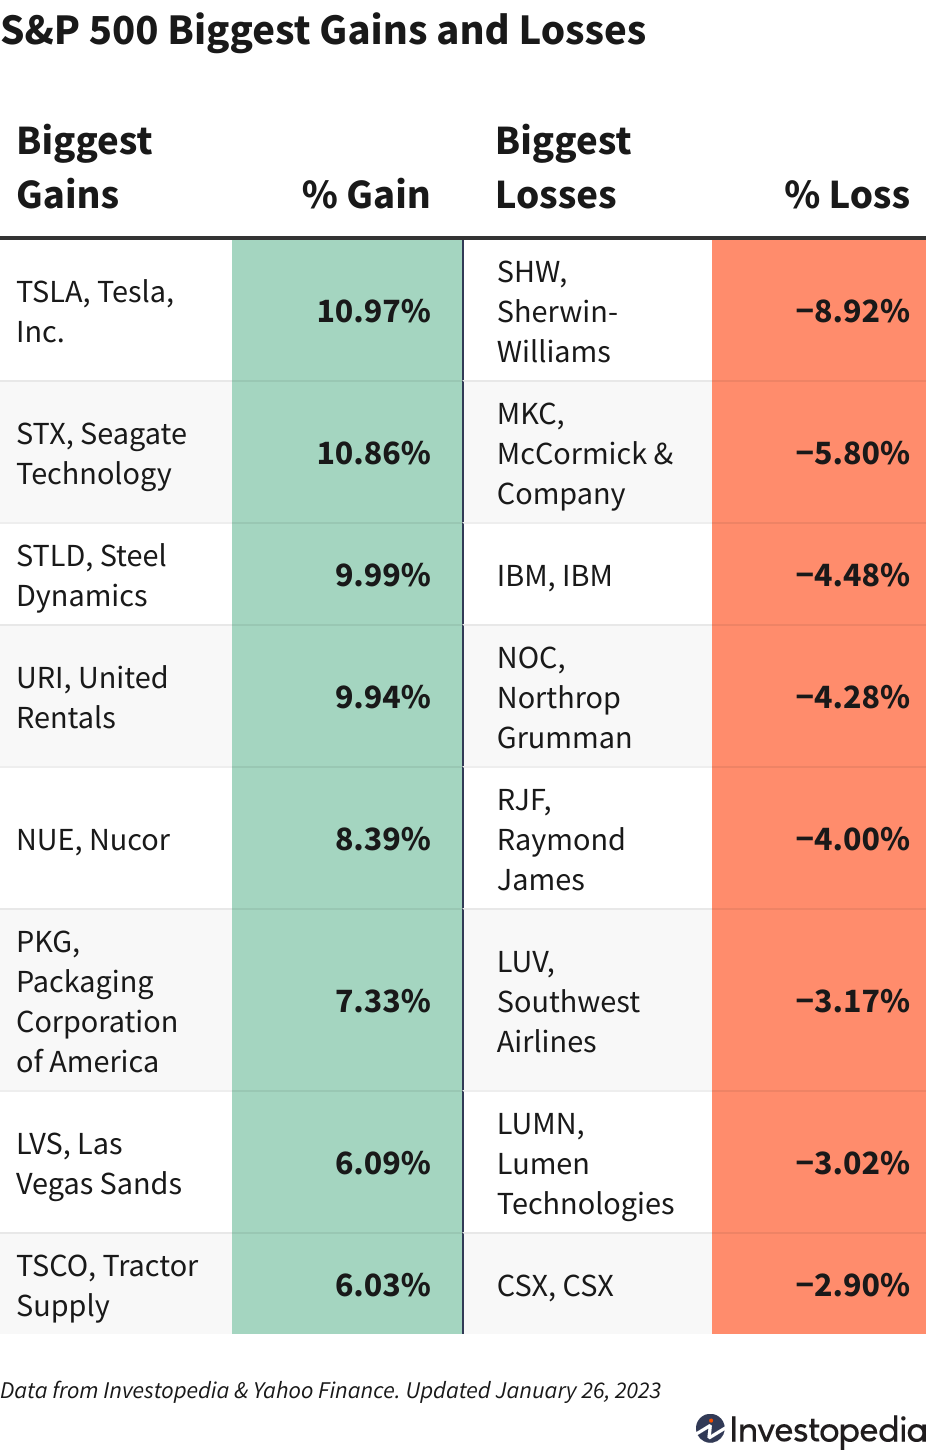 S&P 500 Biggest Gains and Losses
Biggest
Gains
% Gain
Biggest
Losses
% Loss
TSLA, Tesla,
Inc.
10.97%
SHW,
Sherwin-
Williams
−8.92%
STX, Seagate
Technology
10.86%
MKC,
McCormick &
Company
−5.80%
STLD, Steel
Dynamics
9.99%
IBM, IBM
−4.48%
URI, United
Rentals
9.94%
NOC,
Northrop
Grumman
−4.28%
NUE, Nucor
8.39%
RJF,
Raymond
James
−4.00%
PKG,
Packaging
Corporation
of America
7.33%
LUV,
Southwest
Airlines
−3.17%
LVS, Las
Vegas Sands
6.09%
LUMN,
Lumen
Technologies
−3.02%
TSCO, Tractor
Supply
6.03%
CSX, CSX
−2.90%
Data from Investopedia & Yahoo Finance. Updated January 26, 2023
Investopedia